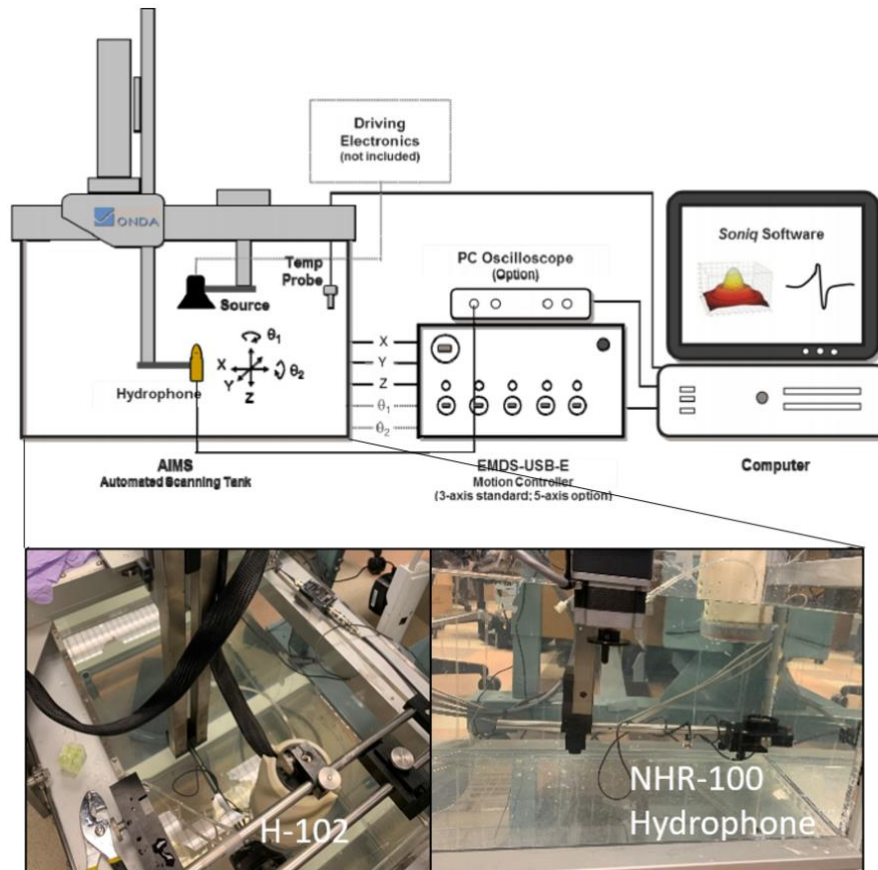 Driving
Electronics
(not included)
ONDA
Temp
Probe
Source
Hydrophone
θ1
X
θ2
Y
Z
X
Y
Z
θ1
θ2
PC Oscilloscope
(Option)
Soniq Software
AIMS
Automated Scanning Tank
EMDS-USB-E
Motion Controller
(3-axis standard; 5-axis option)
Computer
H-102
NHR-100
Hydrophone